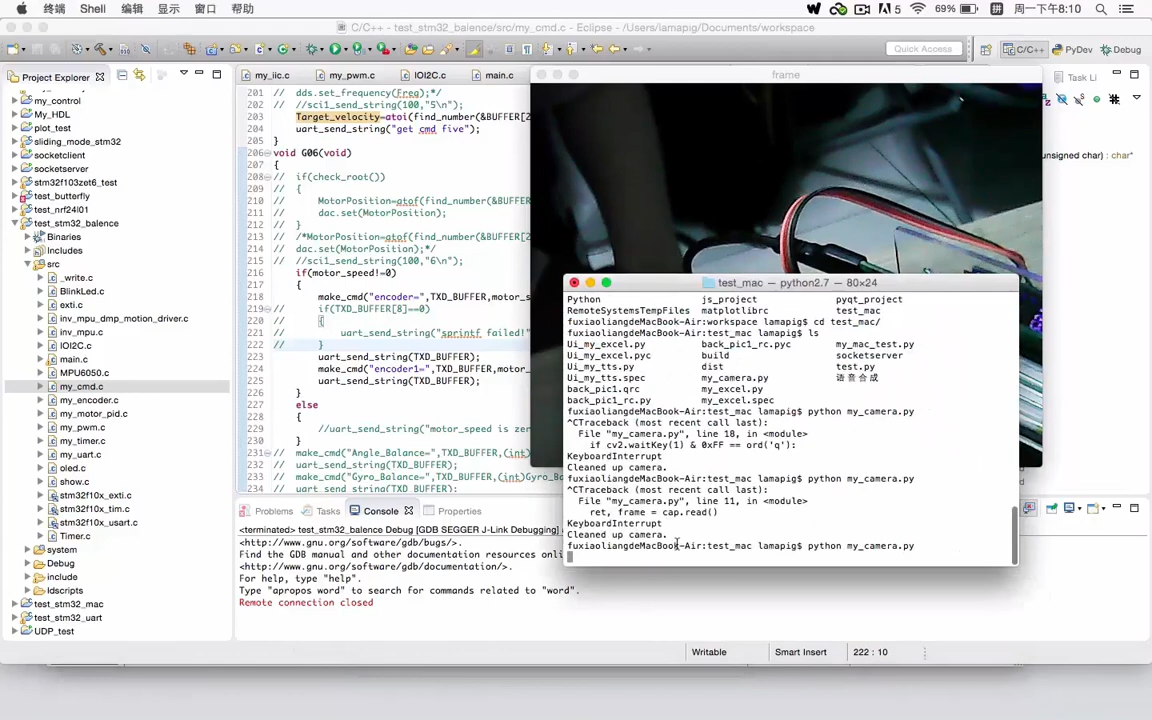 终端 Shell 编辑 显示 窗口 帮助
5 69% 拼 周一下午8:10
C/C++ - test_stm32_balence/src/my_cmd.c - Eclipse - /Users/iamapig/Documents/workspace
Quick Access C/C++ PyDev Debug
Project Explorer
my_control
My_HDL
plot_test
sliding_mode_stm32
socketclient
socketserver
stm32f103zet6_test
test_butterfly
test_nrf24l01
test_stm32_balence
Binaries
Includes
src
_write.c
BlinkLed.c
exti.c
inv_mpu_dmp_motion_driver.c
inv_mpu.c
IOI2C.c
main.c
MPU6050.c
my_cmd.c
my_encoder.c
my_motor_pid.c
my_pwm.c
my_timer.c
my_uart.c
oled.c
show.c
stm32f10x_exti.c
stm32f10x_tim.c
stm32f10x_usart.c
Timer.c
system
Debug
include
ldscripts
test_stm32_mac
test_stm32_uart
UDP_test
my_iic.c my_pwm.c IOI2C.c main.c
201 // dds.set_frequency(Freq);*/
202 // //sci1_send_string(100,"5\n");
203 Target_velocity=atoi(find_number(&BUFFER[2
204 uart_send_string("get cmd five");
205 }
206 void G06(void)
207 {
208 // if(check_root())
209 // {
210 // MotorPosition=atof(find_number(&BUFFER[2
211 // dac.set(MotorPosition);
212 // }
213 // /*MotorPosition=atof(find_number(&BUFFER[2
214 // dac.set(MotorPosition);*/
215 // //sci1_send_string(100,"6\n");
216 if(motor_speed!=0)
217 {
218 make_cmd("encoder=",TXD_BUFFER,motor_s
219 // if(TXD_BUFFER[8]==0)
220 // {
221 // uart_send_string("sprintf failed!"
222 // }
223 uart_send_string(TXD_BUFFER);
224 make_cmd("encoder1=",TXD_BUFFER,motor_
225 uart_send_string(TXD_BUFFER);
226 }
227 else
228 {
229 //uart_send_string("motor_speed is zer
230 }
231 // make_cmd("Angle_Balance=",TXD_BUFFER,(int)
232 // uart_send_string(TXD_BUFFER);
233 // make_cmd("Gyro_Balance=",TXD_BUFFER,(int)Gyro
234 // uart_send_string(TXD_BUFFER);
frame
Task Li
unsigned char) : char*
test_mac — python2.7 — 80×24
Python js_project pyqt_project
RemoteSystemsTempFiles matplotlibrc test_mac
fuxiaoliangdeMacBook-Air:workspace lamapig$ cd test_mac/
fuxiaoliangdeMacBook-Air:test_mac lamapig$ ls
Ui_my_excel.py back_pic1_rc.pyc my_mac_test.py
Ui_my_excel.pyc build socketserver
Ui_my_tts.py dist test.py
Ui_my_tts.spec my_camera.py 语音合成
back_pic1.qrc my_excel.py
back_pic1_rc.py my_excel.spec
fuxiaoliangdeMacBook-Air:test_mac lamapig$ python my_camera.py
^CTraceback (most recent call last):
File "my_camera.py", line 18, in <module>
if cv2.waitKey(1) & 0xFF == ord('q'):
KeyboardInterrupt
Cleaned up camera.
fuxiaoliangdeMacBook-Air:test_mac lamapig$ python my_camera.py
^CTraceback (most recent call last):
File "my_camera.py", line 11, in <module>
ret, frame = cap.read()
KeyboardInterrupt
Cleaned up camera.
fuxiaoliangdeMacBook-Air:test_mac lamapig$ python my_camera.py
Problems Tasks Console Properties
<terminated> test_stm32_balence Debug [GDB SEGGER J-Link Debugging]
<http://www.gnu.org/software/gdb/bugs/>.
Find the GDB manual and other documentation resources onl
<http://www.gnu.org/software/gdb/documentation/>.
For help, type "help".
Type "apropos word" to search for commands related to "word".
Remote connection closed
Writable Smart Insert 222 : 10